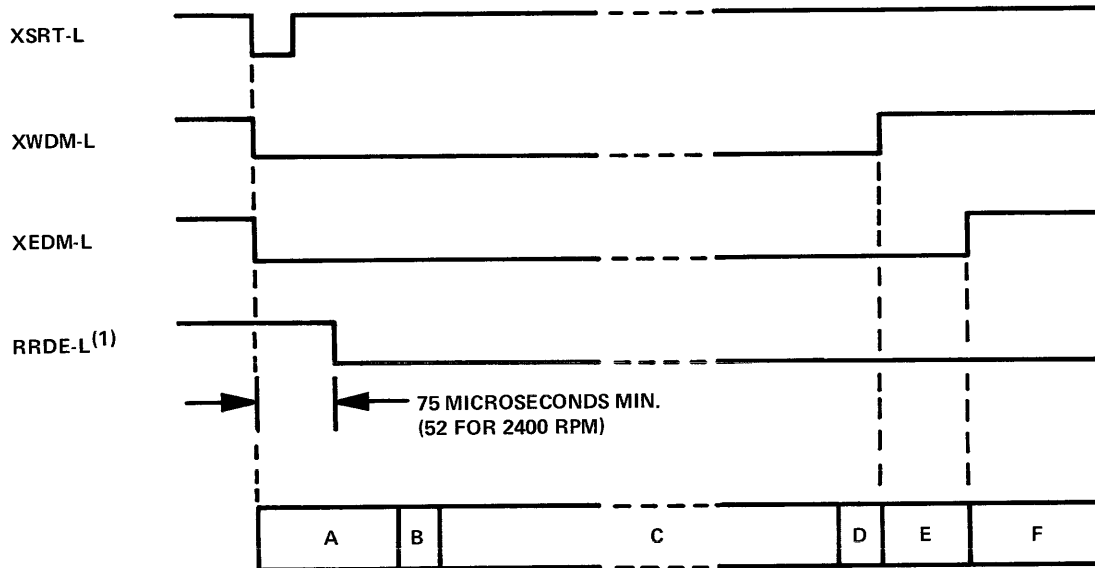 XSRT-L
XWDM-L
XEDM-L
RRDE-L(1)
75 MICROSECONDS MIN.
(52 FOR 2400 RPM)
A B C D E F